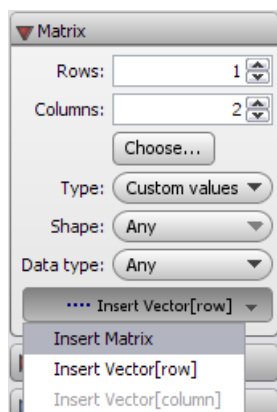 Matrix
Rows: 1
Columns: 2
Choose...
Type: Custom values
Shape: Any
Data type: Any
Insert Vector[row]
Insert Matrix
Insert Vector[row]
Insert Vector[column]